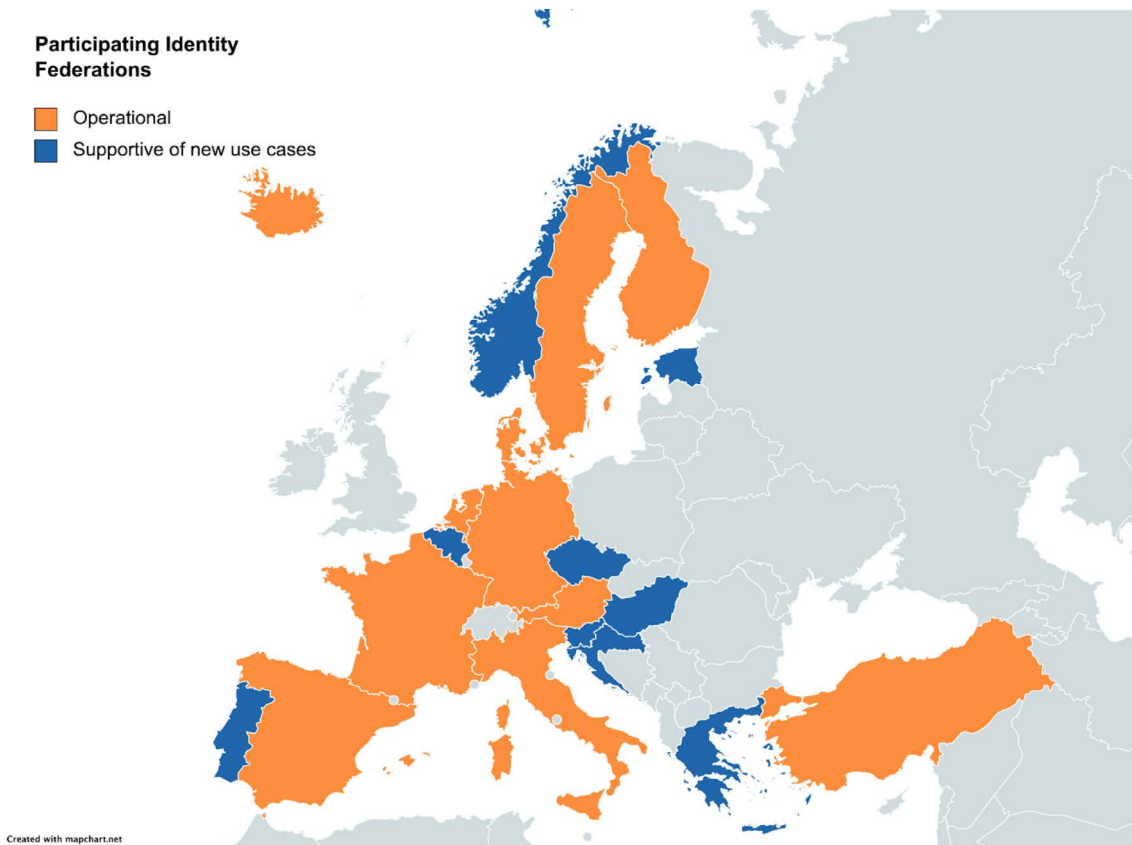 Participating Identity
Federations
Operational
Supportive of new use cases
Created with mapchart.net